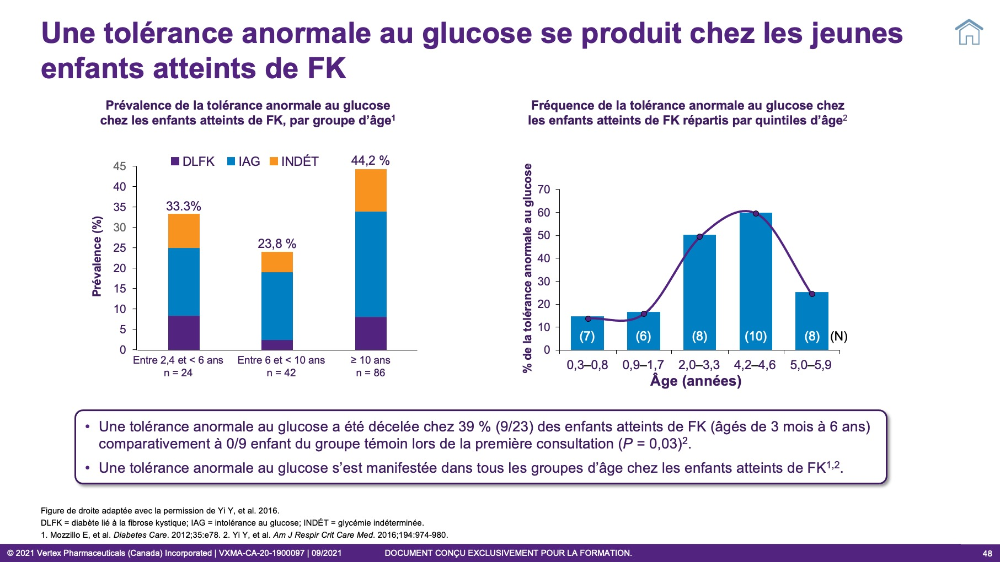 Une tolérance anormale au glucose se produit chez les jeunes
enfants atteints de FK
Prévalence de la tolérance anormale au glucose
chez les enfants atteints de FK, par groupe d’âge1
DLFK IAG INDÉT
Prévalence (%)
45
40
35
30
25
20
15
10
5
0
33.3%
23,8 %
44,2 %
Entre 2,4 et < 6 ans
n = 24
Entre 6 et < 10 ans
n = 42
≥ 10 ans
n = 86
Fréquence de la tolérance anormale au glucose chez
les enfants atteints de FK répartis par quintiles d’âge2
% de la tolérance anormale au glucose
70
60
50
40
30
20
10
0
(7) (6) (8) (10) (8) (N)
0,3–0,8 0,9–1,7 2,0–3,3 4,2–4,6 5,0–5,9
Âge (années)
• Une tolérance anormale au glucose a été décelée chez 39 % (9/23) des enfants atteints de FK (âgés de 3 mois à 6 ans)
comparativement à 0/9 enfant du groupe témoin lors de la première consultation (P = 0,03)2.
• Une tolérance anormale au glucose s’est manifestée dans tous les groupes d’âge chez les enfants atteints de FK1,2.
Figure de droite adaptée avec la permission de Yi Y, et al. 2016.
DLFK = diabète lié à la fibrose kystique; IAG = intolérance au glucose; INDÉT = glycémie indéterminée.
1. Mozzillo E, et al. Diabetes Care. 2012;35:e78. 2. Yi Y, et al. Am J Respir Crit Care Med. 2016;194:974-980.
© 2021 Vertex Pharmaceuticals (Canada) Incorporated | VXMA-CA-20-1900097 | 09/2021 DOCUMENT CONÇU EXCLUSIVEMENT POUR LA FORMATION. 48